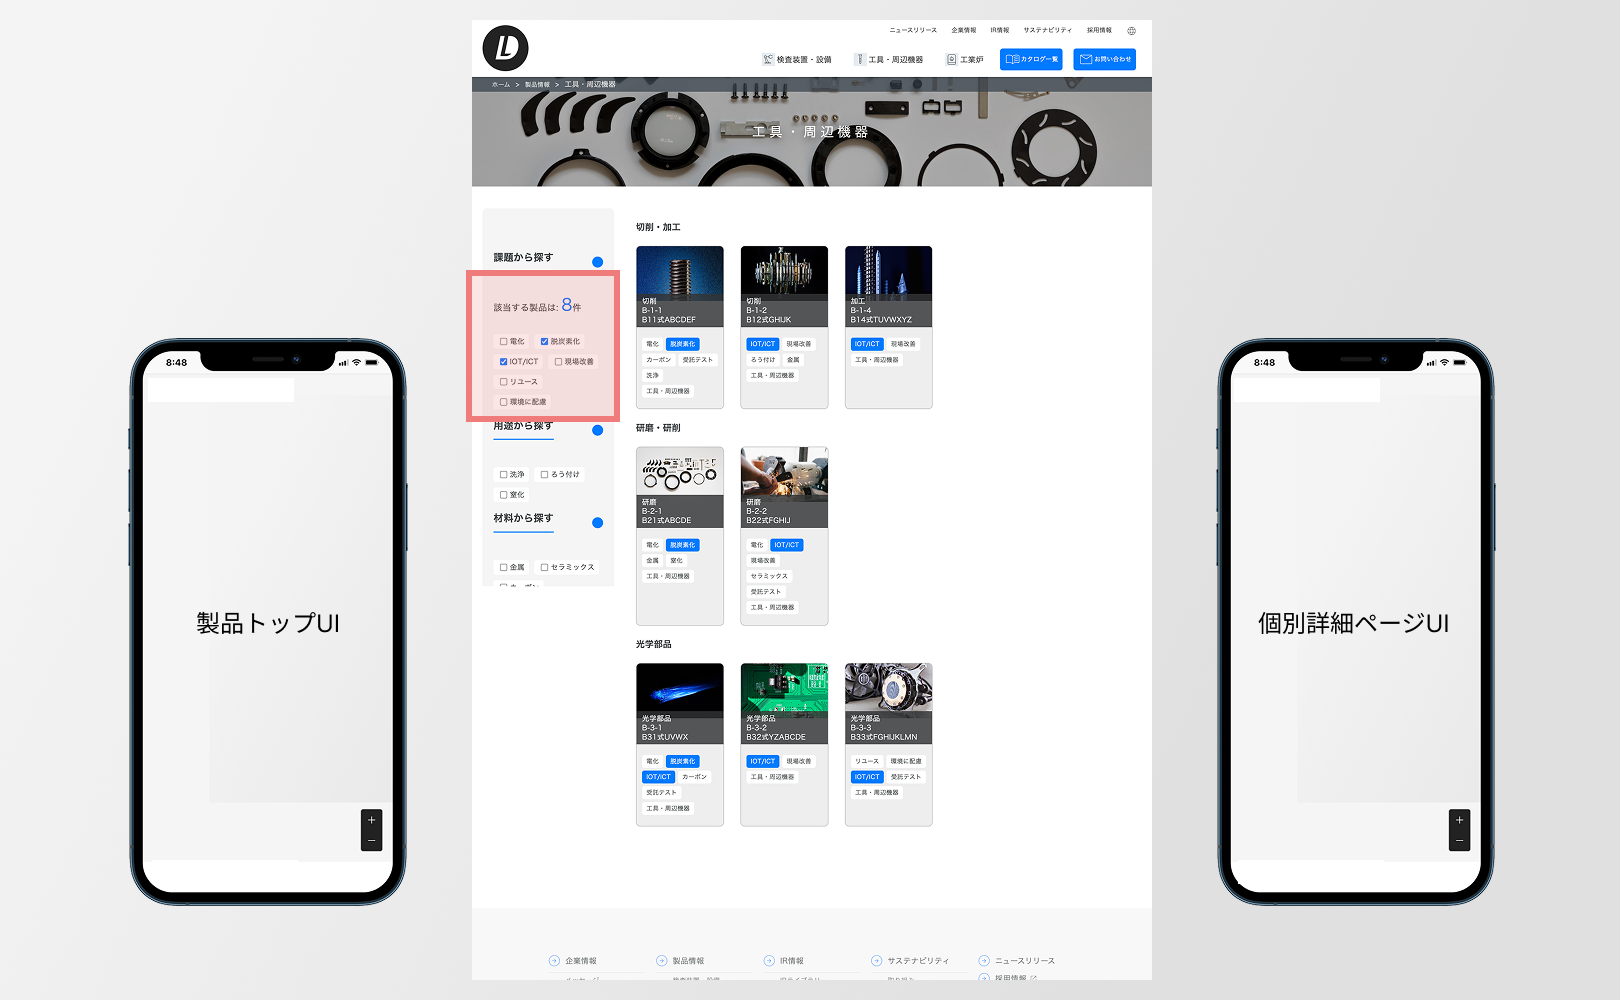 ニュースリリース 企業情報 IR情報 サステナビリティ 採用情報
検査装置・設備 工具・周辺機器 工業炉 カタログ一覧 お問い合わせ
ホーム > 製品情報 > 工具・周辺機器
工具・周辺機器
課題から探す
該当する製品は: 8件
電化 脱炭素化
IOT/ICT 現場改善
リユース
環境に配慮
用途から探す
洗浄 ろう付け
窒化
材料から探す
金属 セラミックス
カーボン
切削・加工
切削
B-1-1
B11式ABCDEF
電化 脱炭素化
カーボン 受託テスト
洗浄
工具・周辺機器
切削
B-1-2
B12式GHIJK
IOT/ICT 現場改善
ろう付け 金属
工具・周辺機器
加工
B-1-4
B14式TUVWXYZ
IOT/ICT 現場改善
工具・周辺機器
研磨・研削
研磨
B-2-1
B21式ABCDE
電化 脱炭素化
金属 窒化
工具・周辺機器
研磨
B-2-2
B22式FGHIJ
電化 IOT/ICT
現場改善
セラミックス
受託テスト
工具・周辺機器
光学部品
光学部品
B-3-1
B31式UVWX
電化 脱炭素化
IOT/ICT カーボン
受託テスト
工具・周辺機器
光学部品
B-3-2
B32式YZABCDE
IOT/ICT 現場改善
工具・周辺機器
光学部品
B-3-3
B33式FGHIJKLMN
リユース 環境に配慮
IOT/ICT 受託テスト
工具・周辺機器
企業情報 製品情報 IR情報 サステナビリティ ニュースリリース
採用情報
8:48
製品トップUI
8:48
個別詳細ページUI